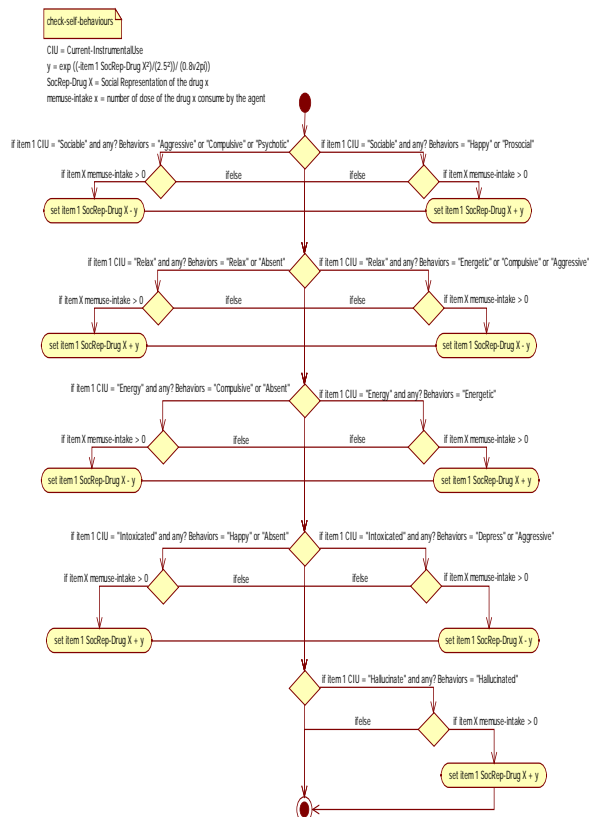 check-self-behaviours
CIU = Current-InstrumentalUse
y = exp ((-item 1 SocRep-Drug X²)/(2.5²))/ (0.8v2pi))
SocRep-Drug X = Social Representation of the drug x
memuse-intake x = number of dose of the drug x consume by the agent
if item 1 CIU = "Sociable" and any? Behaviors = "Aggressive" or "Compulsive" or "Psychotic"
if item 1 CIU = "Sociable" and any? Behaviors = "Happy" or "Prosocial"
if item X memuse-intake > 0
ifelse
ifelse
if item X memuse-intake > 0
set item 1 SocRep-Drug X - y
set item 1 SocRep-Drug X + y
if item 1 CIU = "Relax" and any? Behaviors = "Relax" or "Absent"
if item 1 CIU = "Relax" and any? Behaviors = "Energetic" or "Compulsive" or "Aggressive"
if item X memuse-intake > 0
ifelse
ifelse
if item X memuse-intake > 0
set item 1 SocRep-Drug X + y
set item 1 SocRep-Drug X - y
if item 1 CIU = "Energy" and any? Behaviors = "Compulsive" or "Absent"
if item 1 CIU = "Energy" and any? Behaviors = "Energetic"
if item X memuse-intake > 0
ifelse
ifelse
if item X memuse-intake > 0
set item 1 SocRep-Drug X - y
set item 1 SocRep-Drug X + y
if item 1 CIU = "Intoxicated" and any? Behaviors = "Happy" or "Absent"
if item 1 CIU = "Intoxicated" and any? Behaviors = "Depress" or "Aggressive"
if item X memuse-intake > 0
ifelse
ifelse
if item X memuse-intake > 0
set item 1 SocRep-Drug X + y
set item 1 SocRep-Drug X - y
if item 1 CIU = "Hallucinate" and any? Behaviors = "Hallucinated"
ifelse
if item X memuse-intake > 0
set item 1 SocRep-Drug X + y